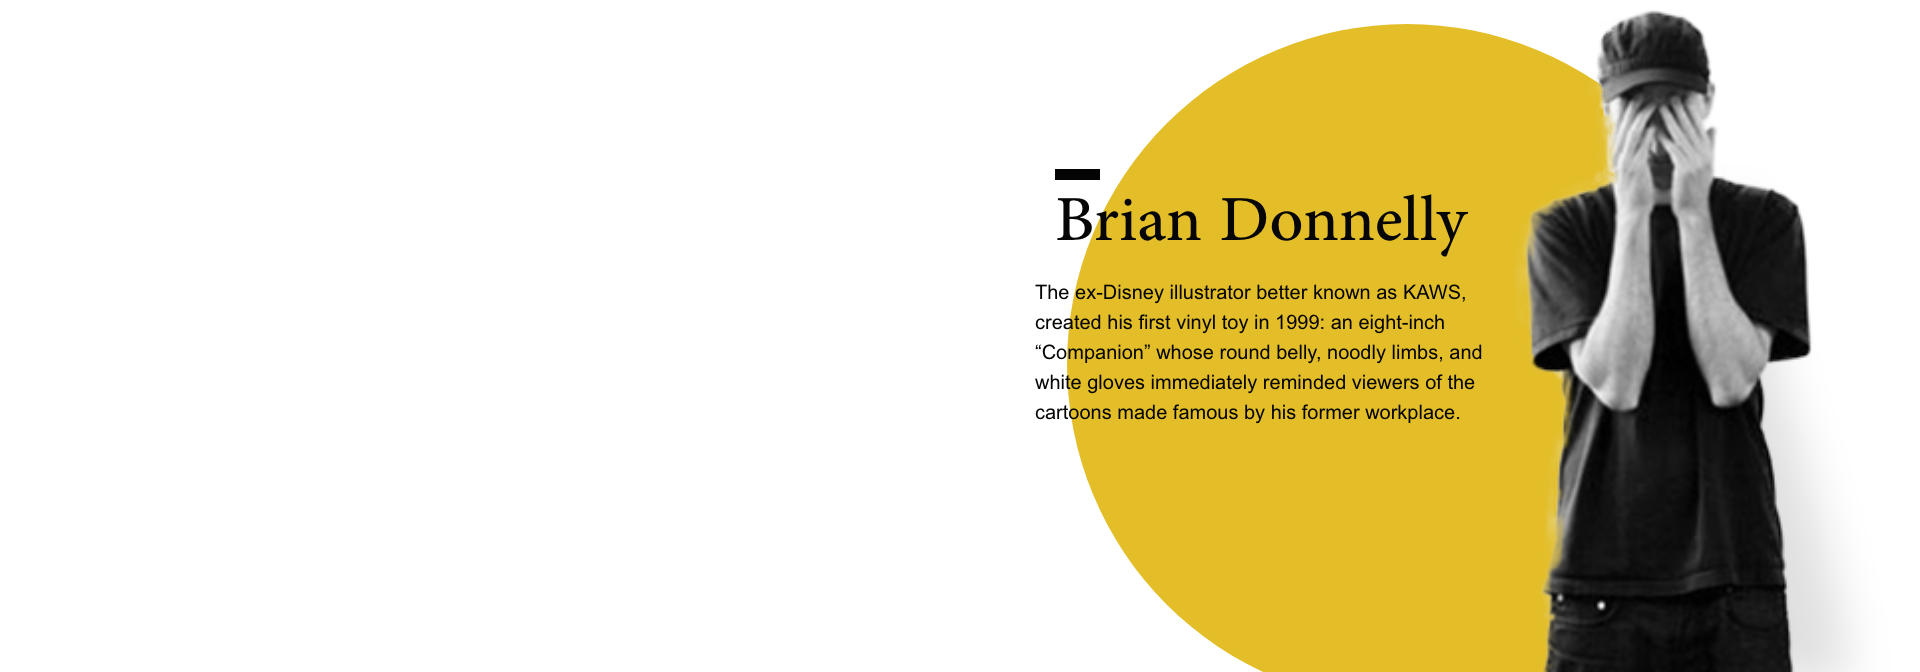 Brian Donnelly
The ex-Disney illustrator better known as KAWS,
created his first vinyl toy in 1999: an eight-inch
“Companion” whose round belly, noodly limbs, and
white gloves immediately reminded viewers of the
cartoons made famous by his former workplace.